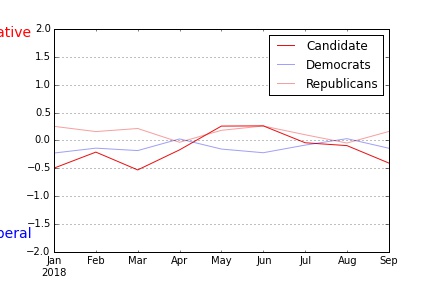 ative
2.0
1.5
1.0
0.5
0.0
−0.5
−1.0
−1.5
−2.0
beral
Candidate
Democrats
Republicans
Jan Feb Mar Apr May Jun Jul Aug Sep
2018